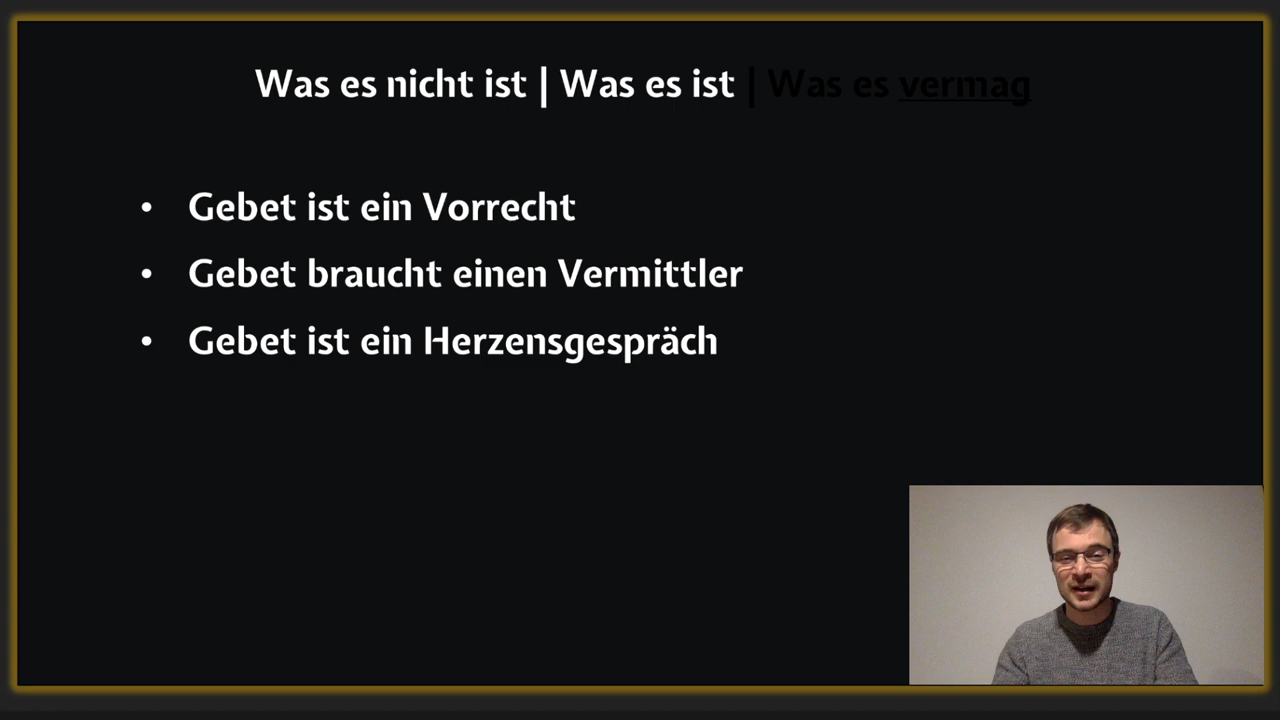 Was es nicht ist | Was es ist | Was es vermag
• Gebet ist ein Vorrecht
• Gebet braucht einen Vermittler
• Gebet ist ein Herzensgespräch